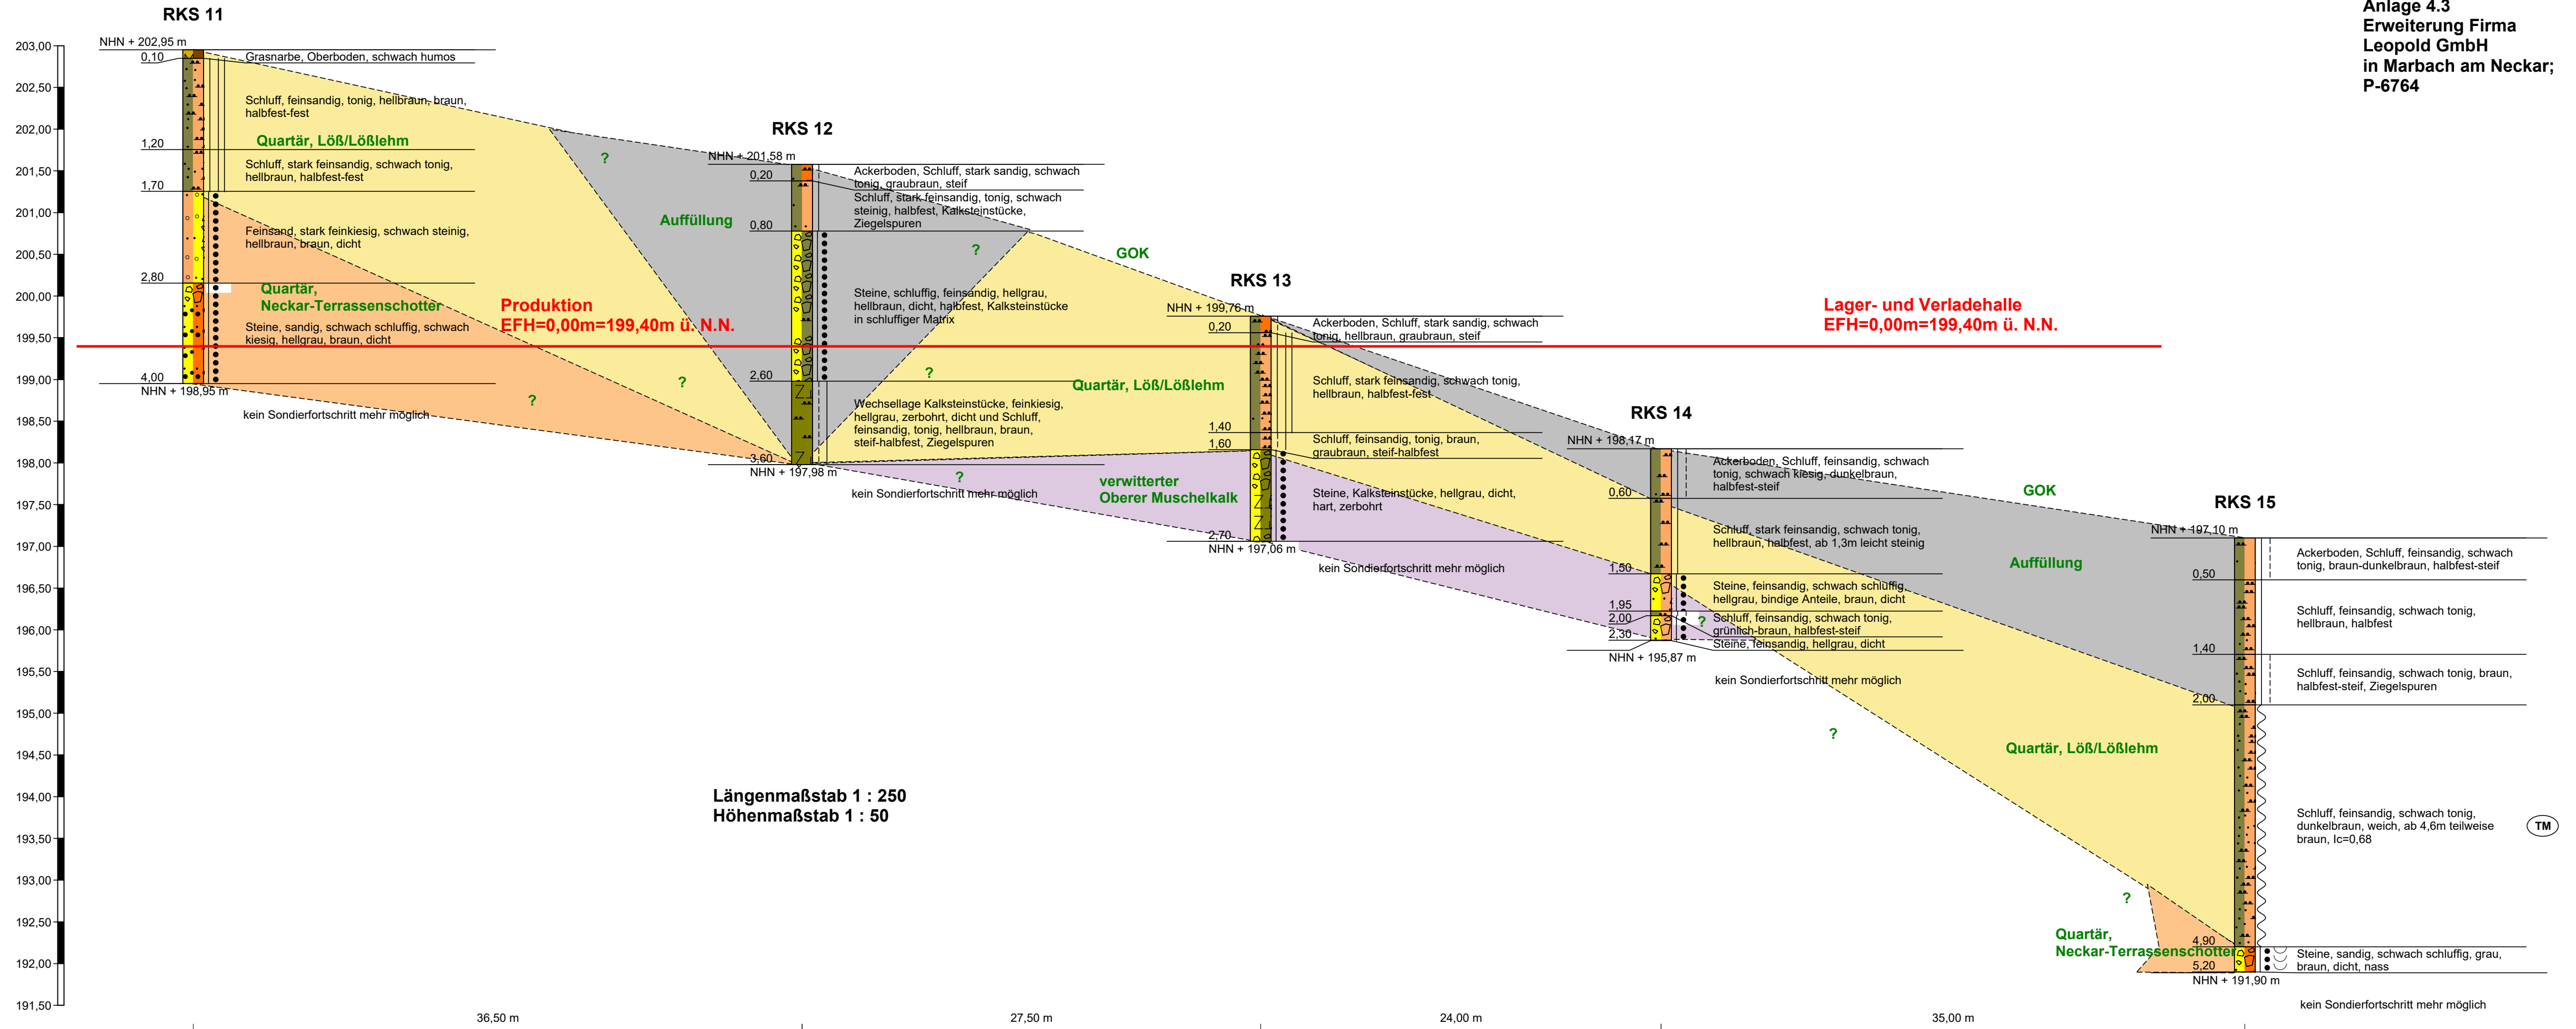 Anlage 4.3
Erweiterung Firma
Leopold GmbH
in Marbach am Neckar;
P-6764
203,00
202,50
202,00
201,50
201,00
200,50
200,00
199,50
199,00
198,50
198,00
197,50
197,00
196,50
196,00
195,50
195,00
194,50
194,00
193,50
193,00
192,50
192,00
191,50
RKS 11
NHN + 202,95 m
0,10
Grasnarbe, Oberboden, schwach humos
Schluff, feinsandig, tonig, hellbraun, braun,
halbfest-fest
Quartär, Löß/Lößlehm
1,20
Schluff, stark feinsandig, schwach tonig,
hellbraun, halbfest-fest
1,70
Feinsand, stark feinkiesig, schwach steinig,
hellbraun, braun, dicht
2,80
Quartär,
Neckar-Terrassenschotter
Steine, sandig, schwach schluffig, schwach
kiesig, hellgrau, braun, dicht
4,00
NHN + 198,95 m
kein Sondierfortschritt mehr möglich
?
Produktion
EFH=0,00m=199,40m ü. N.N.
?
?
Auffüllung
RKS 12
NHN + 201,58 m
0,20
Ackerboden, Schluff, stark sandig, schwach
tonig, graubraun, steif
Schluff, stark feinsandig, tonig, schwach
steinig, halbfest, Kalksteinstücke,
Ziegelspuren
0,80
?
Steine, schluffig, feinsandig, hellgrau,
hellbraun, dicht, halbfest, Kalksteinstücke
in schluffiger Matrix
?
2,60
Wechsellage Kalksteinstücke, feinkiesig,
hellgrau, zerbohrt, dicht und Schluff,
feinsandig, tonig, hellbraun, braun,
steif-halbfest, Ziegelspuren
3,60
NHN + 197,98 m
?
kein Sondierfortschritt mehr möglich
GOK
Quartär, Löß/Lößlehm
verwitterter
Oberer Muschelkalk
RKS 13
NHN + 199,76 m
0,20
Ackerboden, Schluff, stark sandig, schwach
tonig, hellbraun, graubraun, steif
Schluff, stark feinsandig, schwach tonig,
hellbraun, halbfest-fest
1,40
Schluff, feinsandig, tonig, braun,
graubraun, steif-halbfest
1,60
Steine, Kalksteinstücke, hellgrau, dicht,
hart, zerbohrt
2,70
NHN + 197,06 m
kein Sondierfortschritt mehr möglich
Lager- und Verladehalle
EFH=0,00m=199,40m ü. N.N.
RKS 14
NHN + 198,17 m
Ackerboden, Schluff, feinsandig, schwach
tonig, schwach kiesig, dunkelbraun,
halbfest-steif
0,60
Schluff, stark feinsandig, schwach tonig,
hellbraun, halbfest, ab 1,3m leicht steinig
1,50
Steine, feinsandig, schwach schluffig,
hellgrau, bindige Anteile, braun, dicht
1,95
2,00
Schluff, feinsandig, schwach tonig,
grünlich-braun, halbfest-steif
?
2,30
Steine, feinsandig, hellgrau, dicht
NHN + 195,87 m
kein Sondierfortschritt mehr möglich
?
GOK
Auffüllung
Quartär, Löß/Lößlehm
?
Quartär,
Neckar-Terrassenschotter
RKS 15
NHN + 197,10 m
Ackerboden, Schluff, feinsandig, schwach
tonig, braun-dunkelbraun, halbfest-steif
0,50
Schluff, feinsandig, schwach tonig,
hellbraun, halbfest
1,40
Schluff, feinsandig, schwach tonig, braun,
halbfest-steif, Ziegelspuren
2,00
Schluff, feinsandig, schwach tonig,
dunkelbraun, weich, ab 4,6m teilweise
braun, Ic=0,68
TM
4,90
Steine, sandig, schwach schluffig, grau,
braun, dicht, nass
5,20
NHN + 191,90 m
kein Sondierfortschritt mehr möglich
Längenmaßstab 1 : 250
Höhenmaßstab 1 : 50
36,50 m
27,50 m
24,00 m
35,00 m